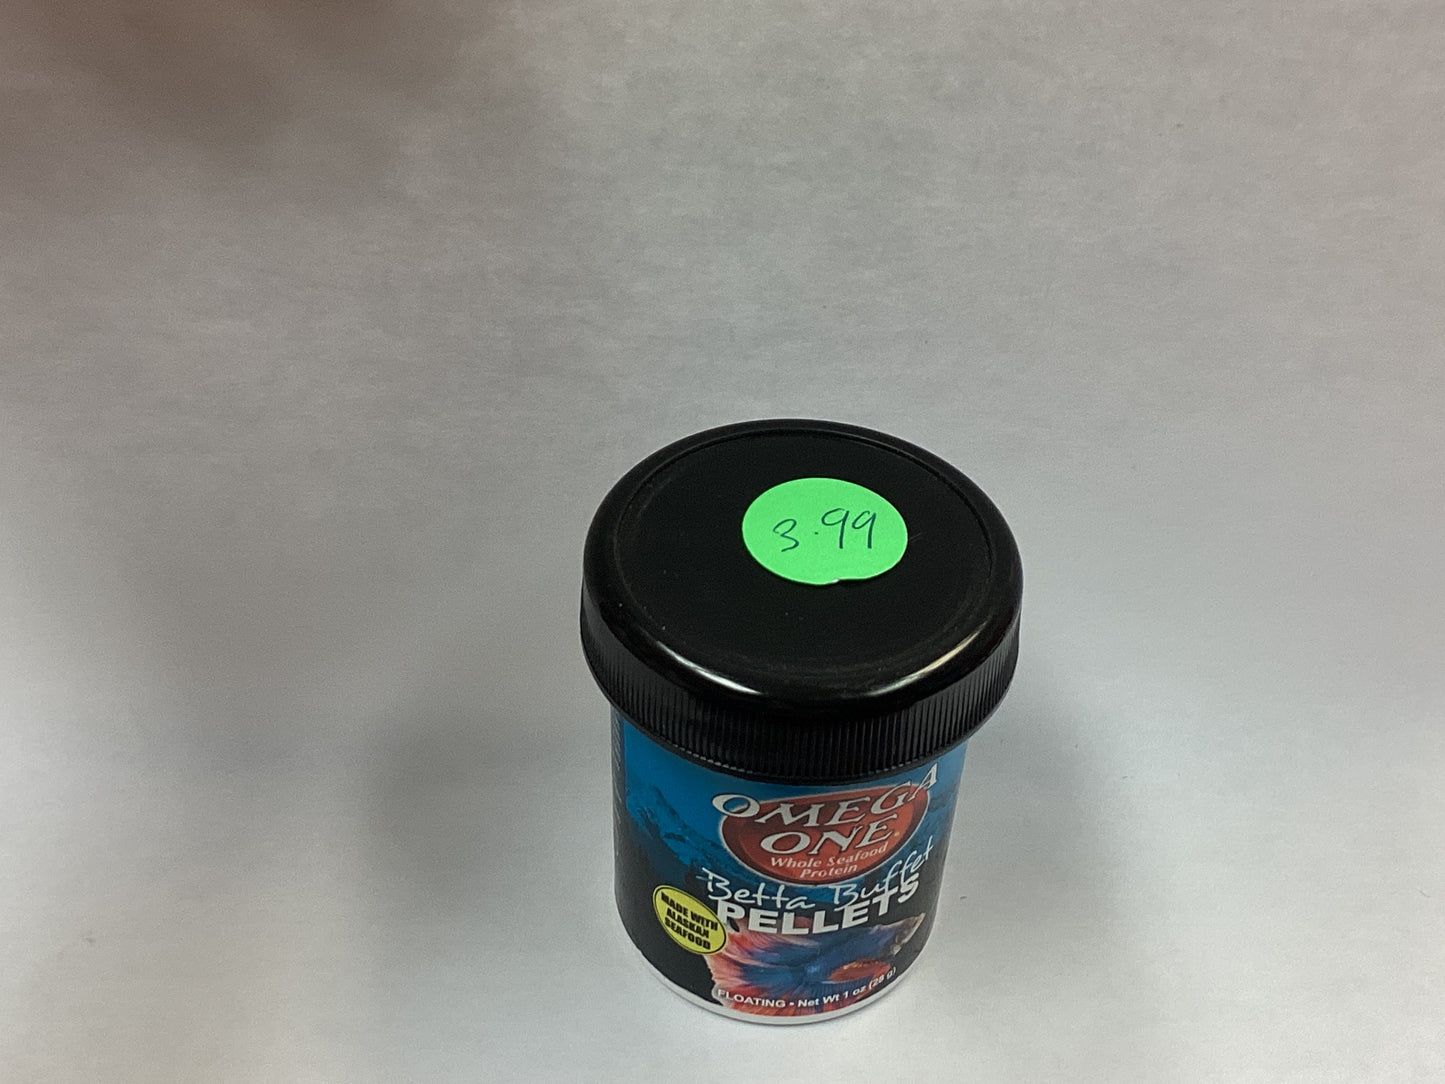 3.99
OMEGA
ONE
Whole Seafood
Protein
Betta Buffet
PELLETS
MADE WITH
ALASKAN
SEAFOOD
FLOATING • Net Wt 1 oz (28 g)